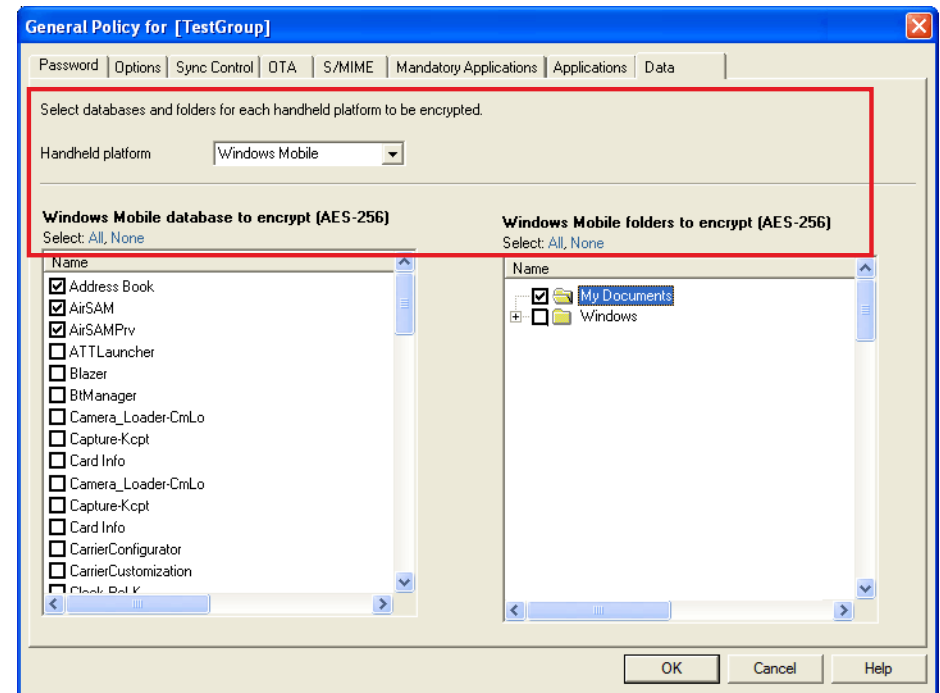 General Policy for [TestGroup]
Password Options Sync Control OTA S/MIME Mandatory Applications Applications Data
Select databases and folders for each handheld platform to be encrypted.
Handheld platform Windows Mobile
Windows Mobile database to encrypt (AES-256)
Select: All, None
Name
Address Book
AirSAM
AirSAMPrv
ATTLauncher
Blazer
BtManager
Camera_Loader-CmLo
Capture-Kcpt
Card Info
Camera_Loader-CmLo
Capture-Kcpt
Card Info
CarrierConfigurator
CarrierCustomization
Windows Mobile folders to encrypt (AES-256)
Select: All, None
Name
My Documents
Windows
OK Cancel Help